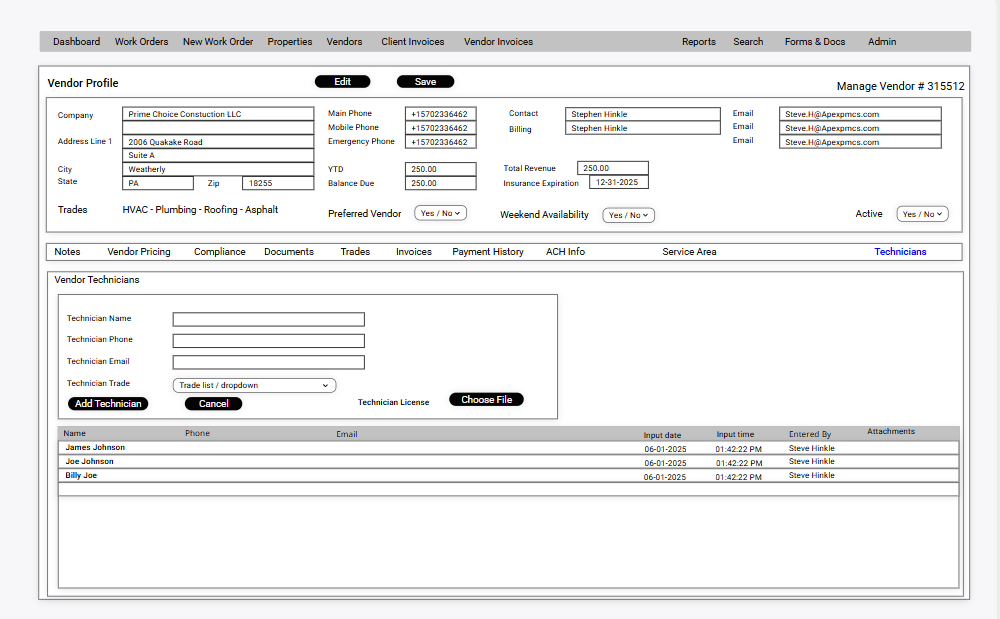 Dashboard Work Orders New Work Order Properties Vendors Client Invoices Vendor Invoices Reports Search Forms & Docs Admin
Vendor Profile Edit Save Manage Vendor # 315512
Company Prime Choice Constuction LLC Main Phone +15702336462 Contact Stephen Hinkle Email Steve.H@Apexpmcs.com
Mobile Phone +15702336462 Billing Stephen Hinkle Email Steve.H@Apexpmcs.com
Address Line 1 2006 Quakake Road Emergency Phone +15702336462 Email Steve.H@Apexpmcs.com
Suite A
City Weatherly YTD 250.00 Total Revenue 250.00
State PA Zip 18255 Balance Due 250.00 Insurance Expiration 12-31-2025
Trades HVAC - Plumbing - Roofing - Asphalt Preferred Vendor Yes / No Weekend Availability Yes / No Active Yes / No
Notes Vendor Pricing Compliance Documents Trades Invoices Payment History ACH Info Service Area Technicians
Vendor Technicians
Technician Name
Technician Phone
Technician Email
Technician Trade Trade list / dropdown
Add Technician Cancel Technician License Choose File
Name Phone Email Input date Input time Entered By Attachments
James Johnson 06-01-2025 01:42:22 PM Steve Hinkle
Joe Johnson 06-01-2025 01:42:22 PM Steve Hinkle
Billy Joe 06-01-2025 01:42:22 PM Steve Hinkle